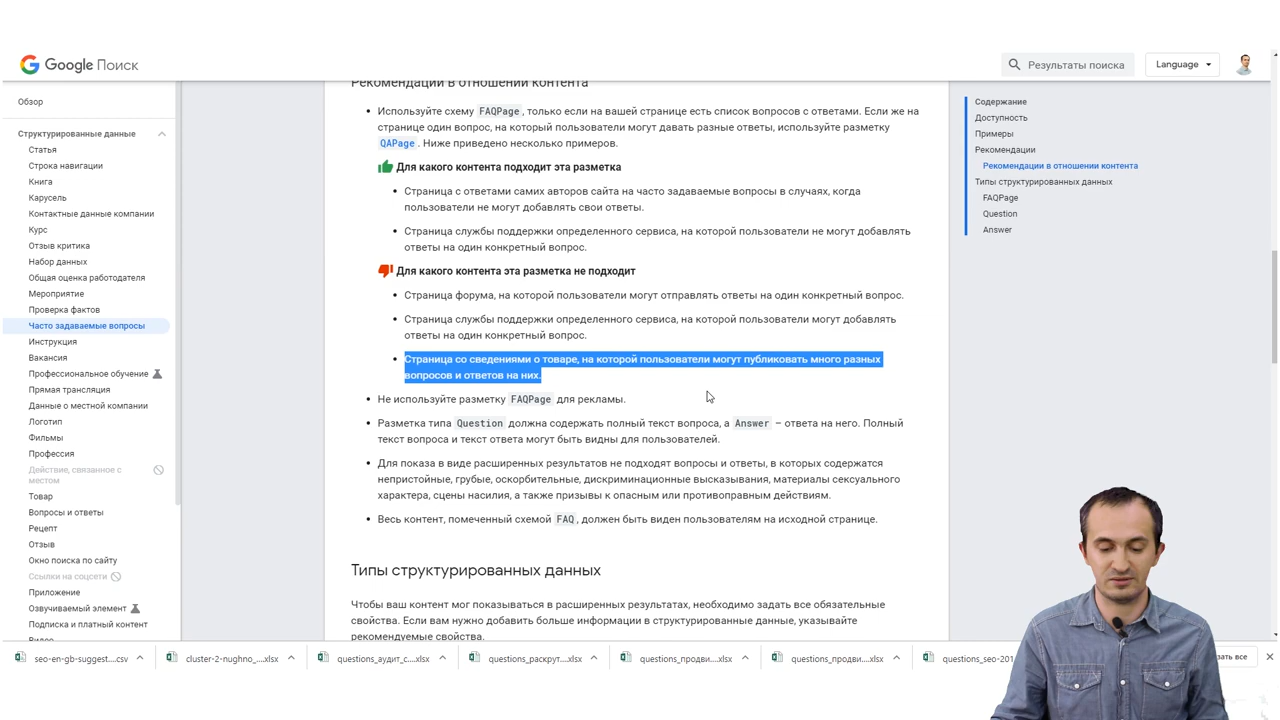 Google Поиск
Результаты поиска
Language
Обзор
Структурированные данные
Статья
Строка навигации
Книга
Карусель
Контактные данные компании
Курс
Отзыв критика
Набор данных
Общая оценка работодателя
Мероприятие
Проверка фактов
Часто задаваемые вопросы
Инструкция
Вакансия
Профессиональное обучение
Прямая трансляция
Данные о местной компании
Логотип
Фильмы
Профессия
Действие, связанное с
местом
Товар
Вопросы и ответы
Рецепт
Отзыв
Окно поиска по сайту
Ссылки на соцсети
Приложение
Озвучиваемый элемент
Подписка и платный контент
Видео
Рекомендации в отношении контента
Используйте схему FAQPage, только если на вашей странице есть список вопросов с ответами. Если же на
странице один вопрос, на который пользователи могут давать разные ответы, используйте разметку
QAPage. Ниже приведено несколько примеров.
Для какого контента подходит эта разметка
Страница с ответами самих авторов сайта на часто задаваемые вопросы в случаях, когда
пользователи не могут добавлять свои ответы.
Страница службы поддержки определенного сервиса, на которой пользователи не могут добавлять
ответы на один конкретный вопрос.
Для какого контента эта разметка не подходит
Страница форума, на которой пользователи могут отправлять ответы на один конкретный вопрос.
Страница службы поддержки определенного сервиса, на которой пользователи могут добавлять
ответы на один конкретный вопрос.
Страница со сведениями о товаре, на которой пользователи могут публиковать много разных
вопросов и ответов на них.
Не используйте разметку FAQPage для рекламы.
Разметка типа Question должна содержать полный текст вопроса, а Answer – ответа на него. Полный
текст вопроса и текст ответа могут быть видны для пользователей.
Для показа в виде расширенных результатов не подходят вопросы и ответы, в которых содержатся
непристойные, грубые, оскорбительные, дискриминационные высказывания, материалы сексуального
характера, сцены насилия, а также призывы к опасным или противоправным действиям.
Весь контент, помеченный схемой FAQ, должен быть виден пользователям на исходной странице.
Типы структурированных данных
Чтобы ваш контент мог показываться в расширенных результатах, необходимо задать все обязательные
свойства. Если вам нужно добавить больше информации в структурированные данные, указывайте
рекомендуемые свойства.
Содержание
Доступность
Примеры
Рекомендации
Рекомендации в отношении контента
Типы структурированных данных
FAQPage
Question
Answer
seo-en-gb-suggest....csv
cluster-2-nughno_....xlsx
questions_аудит_с....xlsx
questions_раскрут....xlsx
questions_продви....xlsx
questions_продви....xlsx
questions_seo-201
зать все